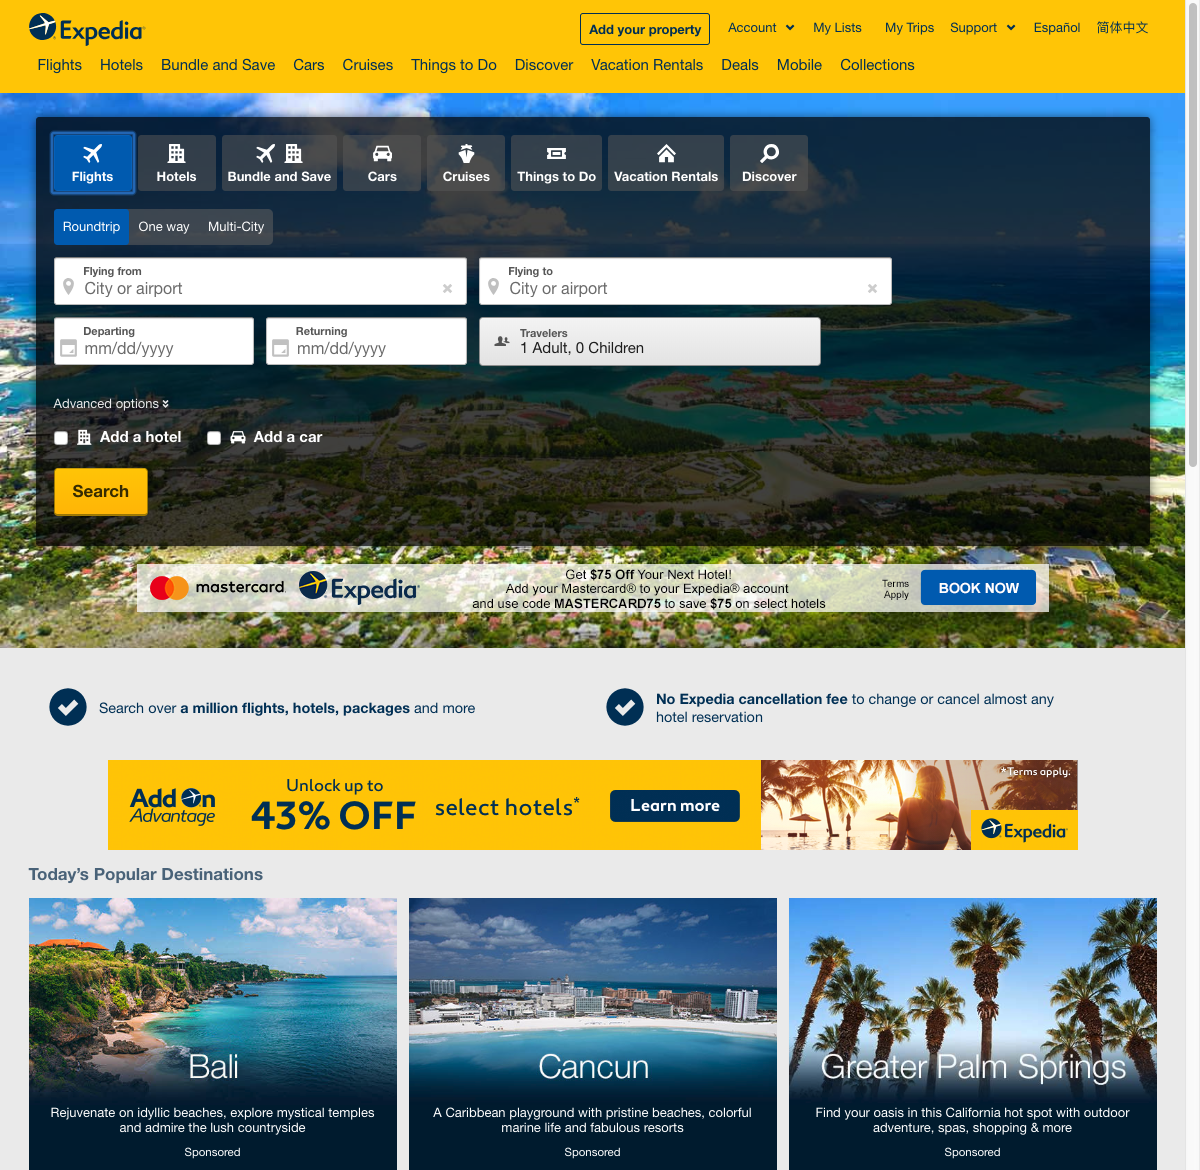 Expedia
Add your property
Account
My Lists
My Trips
Support
Español
简体中文
Flights Hotels Bundle and Save Cars Cruises Things to Do Discover Vacation Rentals Deals Mobile Collections
Flights
Hotels
Bundle and Save
Cars
Cruises
Things to Do
Vacation Rentals
Discover
Roundtrip One way Multi-City
Flying from
City or airport
Flying to
City or airport
Departing
mm/dd/yyyy
Returning
mm/dd/yyyy
Travelers
1 Adult, 0 Children
Advanced options
Add a hotel
Add a car
Search
mastercard
Expedia
Get $75 Off Your Next Hotel!
Add your Mastercard® to your Expedia® account
and use code MASTERCARD75 to save $75 on select hotels
Terms
Apply
BOOK NOW
Search over a million flights, hotels, packages and more
No Expedia cancellation fee to change or cancel almost any
hotel reservation
Add On
Advantage
Unlock up to
43% OFF
select hotels*
Learn more
*Terms apply.
Expedia
Today's Popular Destinations
Bali
Rejuvenate on idyllic beaches, explore mystical temples
and admire the lush countryside
Sponsored
Cancun
A Caribbean playground with pristine beaches, colorful
marine life and fabulous resorts
Sponsored
Greater Palm Springs
Find your oasis in this California hot spot with outdoor
adventure, spas, shopping & more
Sponsored